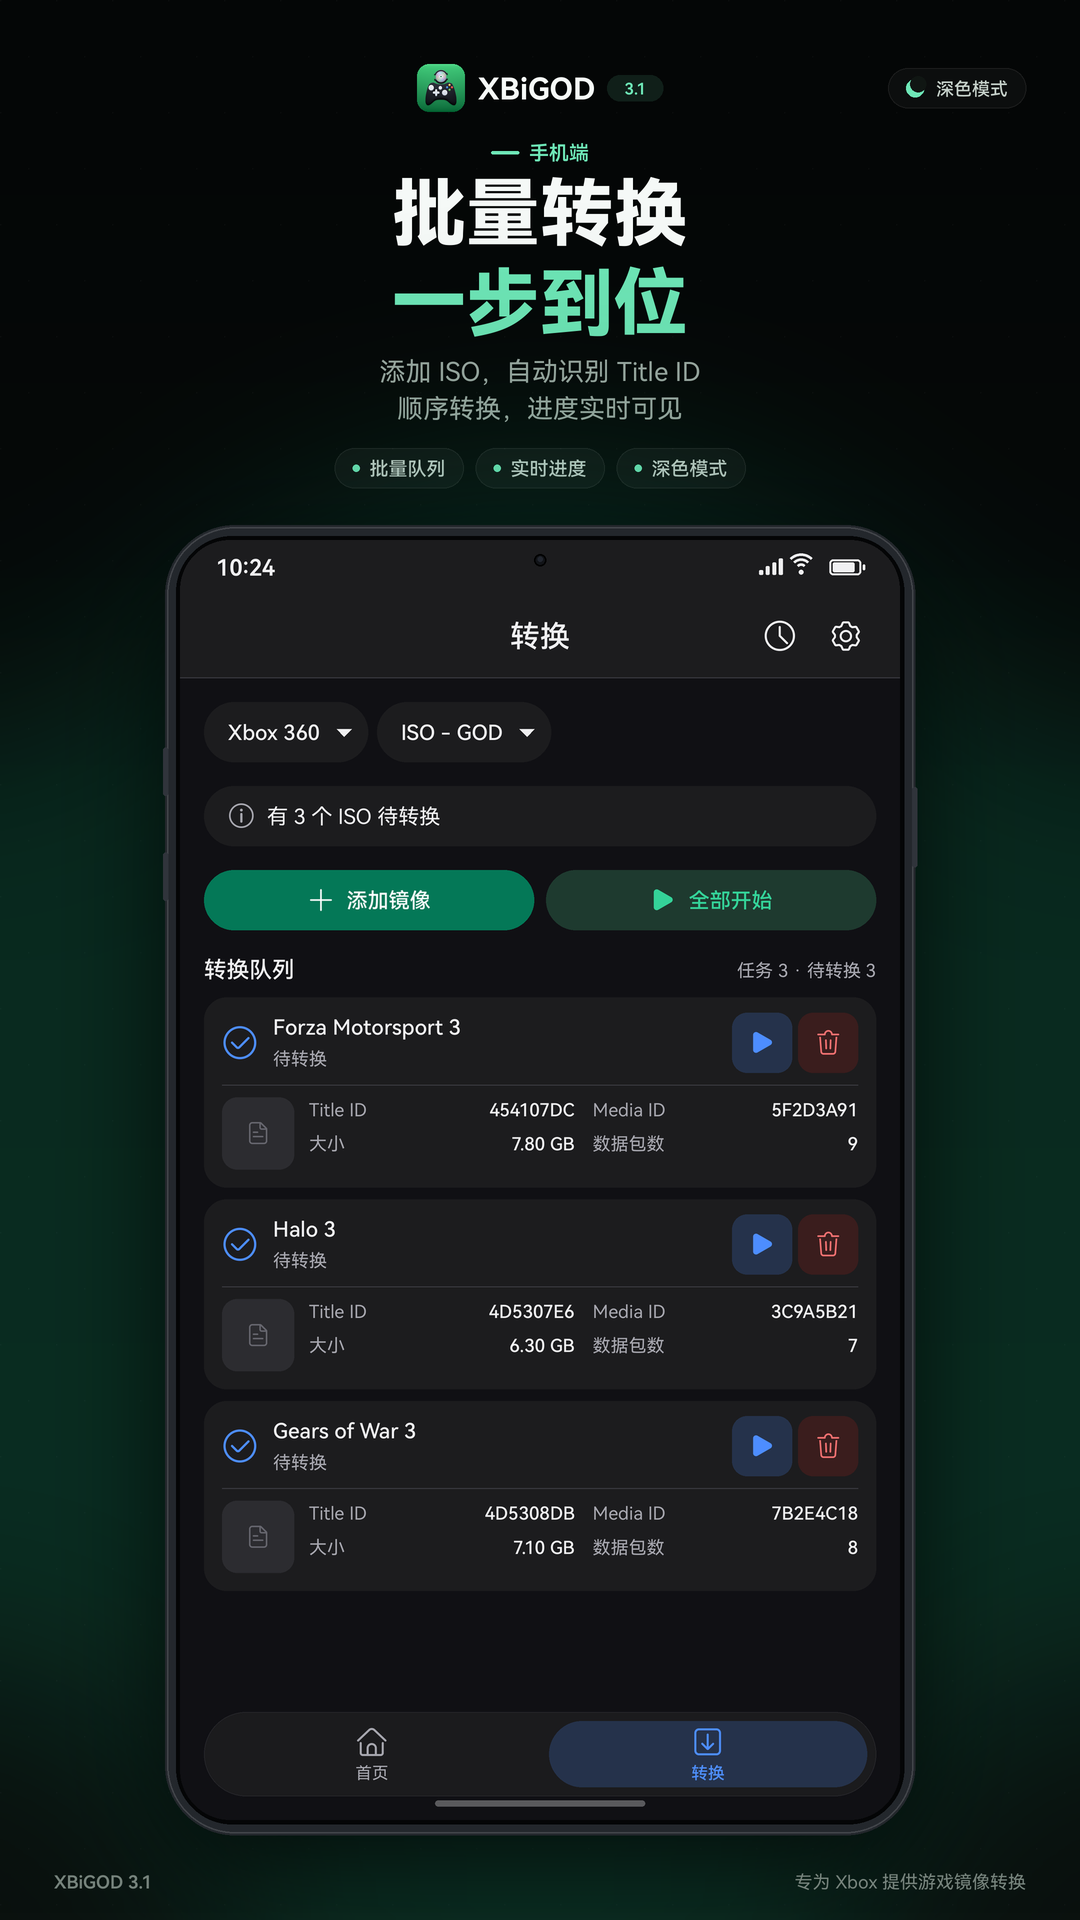 XBiGOD 3.1
深色模式
手机端
批量转换
一步到位
添加 ISO，自动识别 Title ID
顺序转换，进度实时可见
批量队列 实时进度 深色模式
10:24
转换
Xbox 360 ISO - GOD
有 3 个 ISO 待转换
添加镜像 全部开始
转换队列 任务 3 · 待转换 3
Forza Motorsport 3
待转换
Title ID 454107DC Media ID 5F2D3A91
大小 7.80 GB 数据包数 9
Halo 3
待转换
Title ID 4D5307E6 Media ID 3C9A5B21
大小 6.30 GB 数据包数 7
Gears of War 3
待转换
Title ID 4D5308DB Media ID 7B2E4C18
大小 7.10 GB 数据包数 8
首页 转换
XBiGOD 3.1 专为 Xbox 提供游戏镜像转换